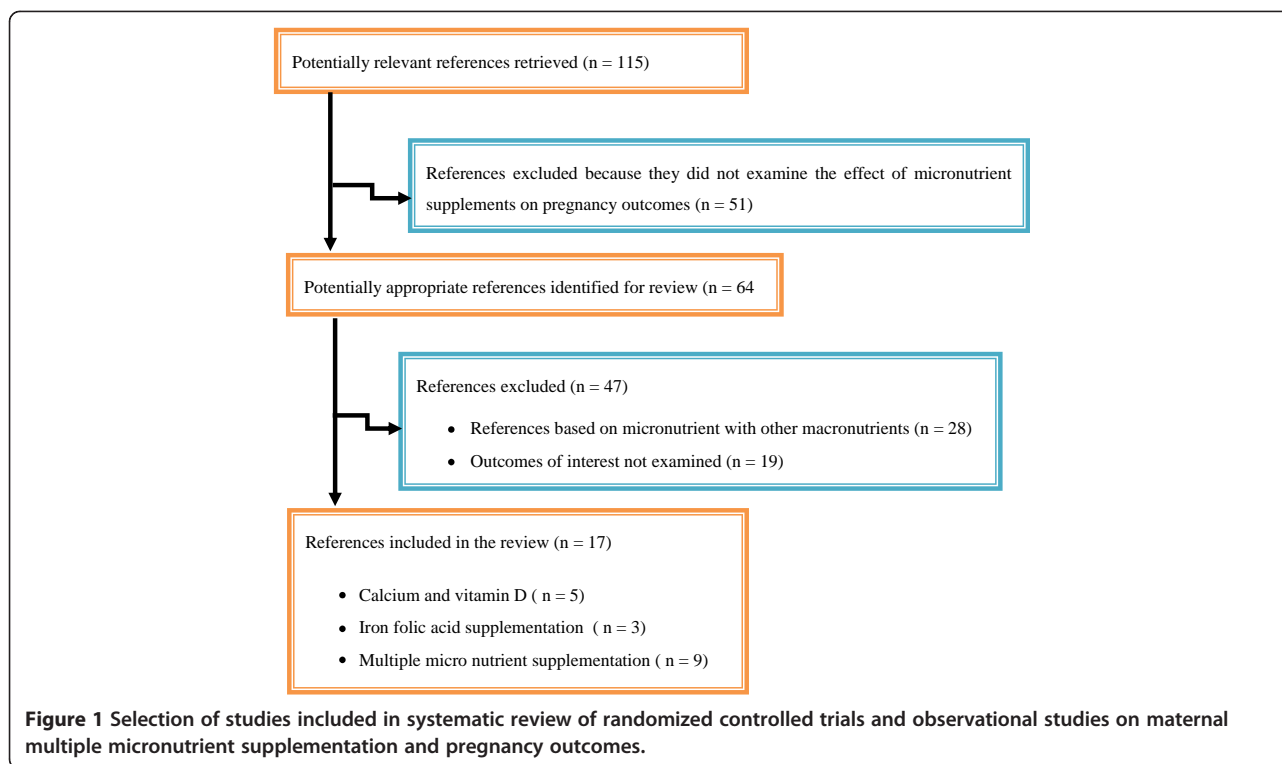 Potentially relevant references retrieved (n = 115)
References excluded because they did not examine the effect of micronutrient
supplements on pregnancy outcomes (n = 51)
Potentially appropriate references identified for review (n = 64
References excluded (n = 47)
• References based on micronutrient with other macronutrients (n = 28)
• Outcomes of interest not examined (n = 19)
References included in the review (n = 17)
• Calcium and vitamin D ( n = 5)
• Iron folic acid supplementation ( n = 3)
• Multiple micro nutrient supplementation ( n = 9)
Figure 1 Selection of studies included in systematic review of randomized controlled trials and observational studies on maternal
multiple micronutrient supplementation and pregnancy outcomes.